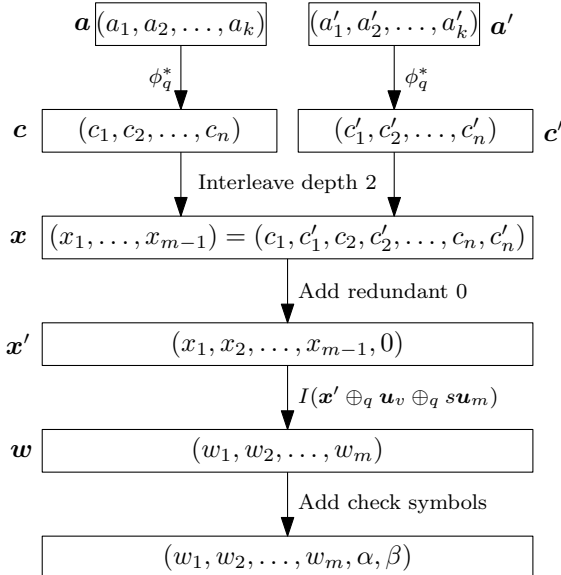 a (a_1, a_2, …, a_k) (a′_1, a′_2, …, a′_k) a′
ϕ*_q ϕ*_q
c (c_1, c_2, …, c_n) (c′_1, c′_2, …, c′_n) c′
Interleave depth 2
x (x_1, …, x_{m−1}) = (c_1, c′_1, c_2, c′_2, …, c_n, c′_n)
Add redundant 0
x′ (x_1, x_2, …, x_{m−1}, 0)
I(x′ ⊕_q u_v ⊕_q su_m)
w (w_1, w_2, …, w_m)
Add check symbols
(w_1, w_2, …, w_m, α, β)